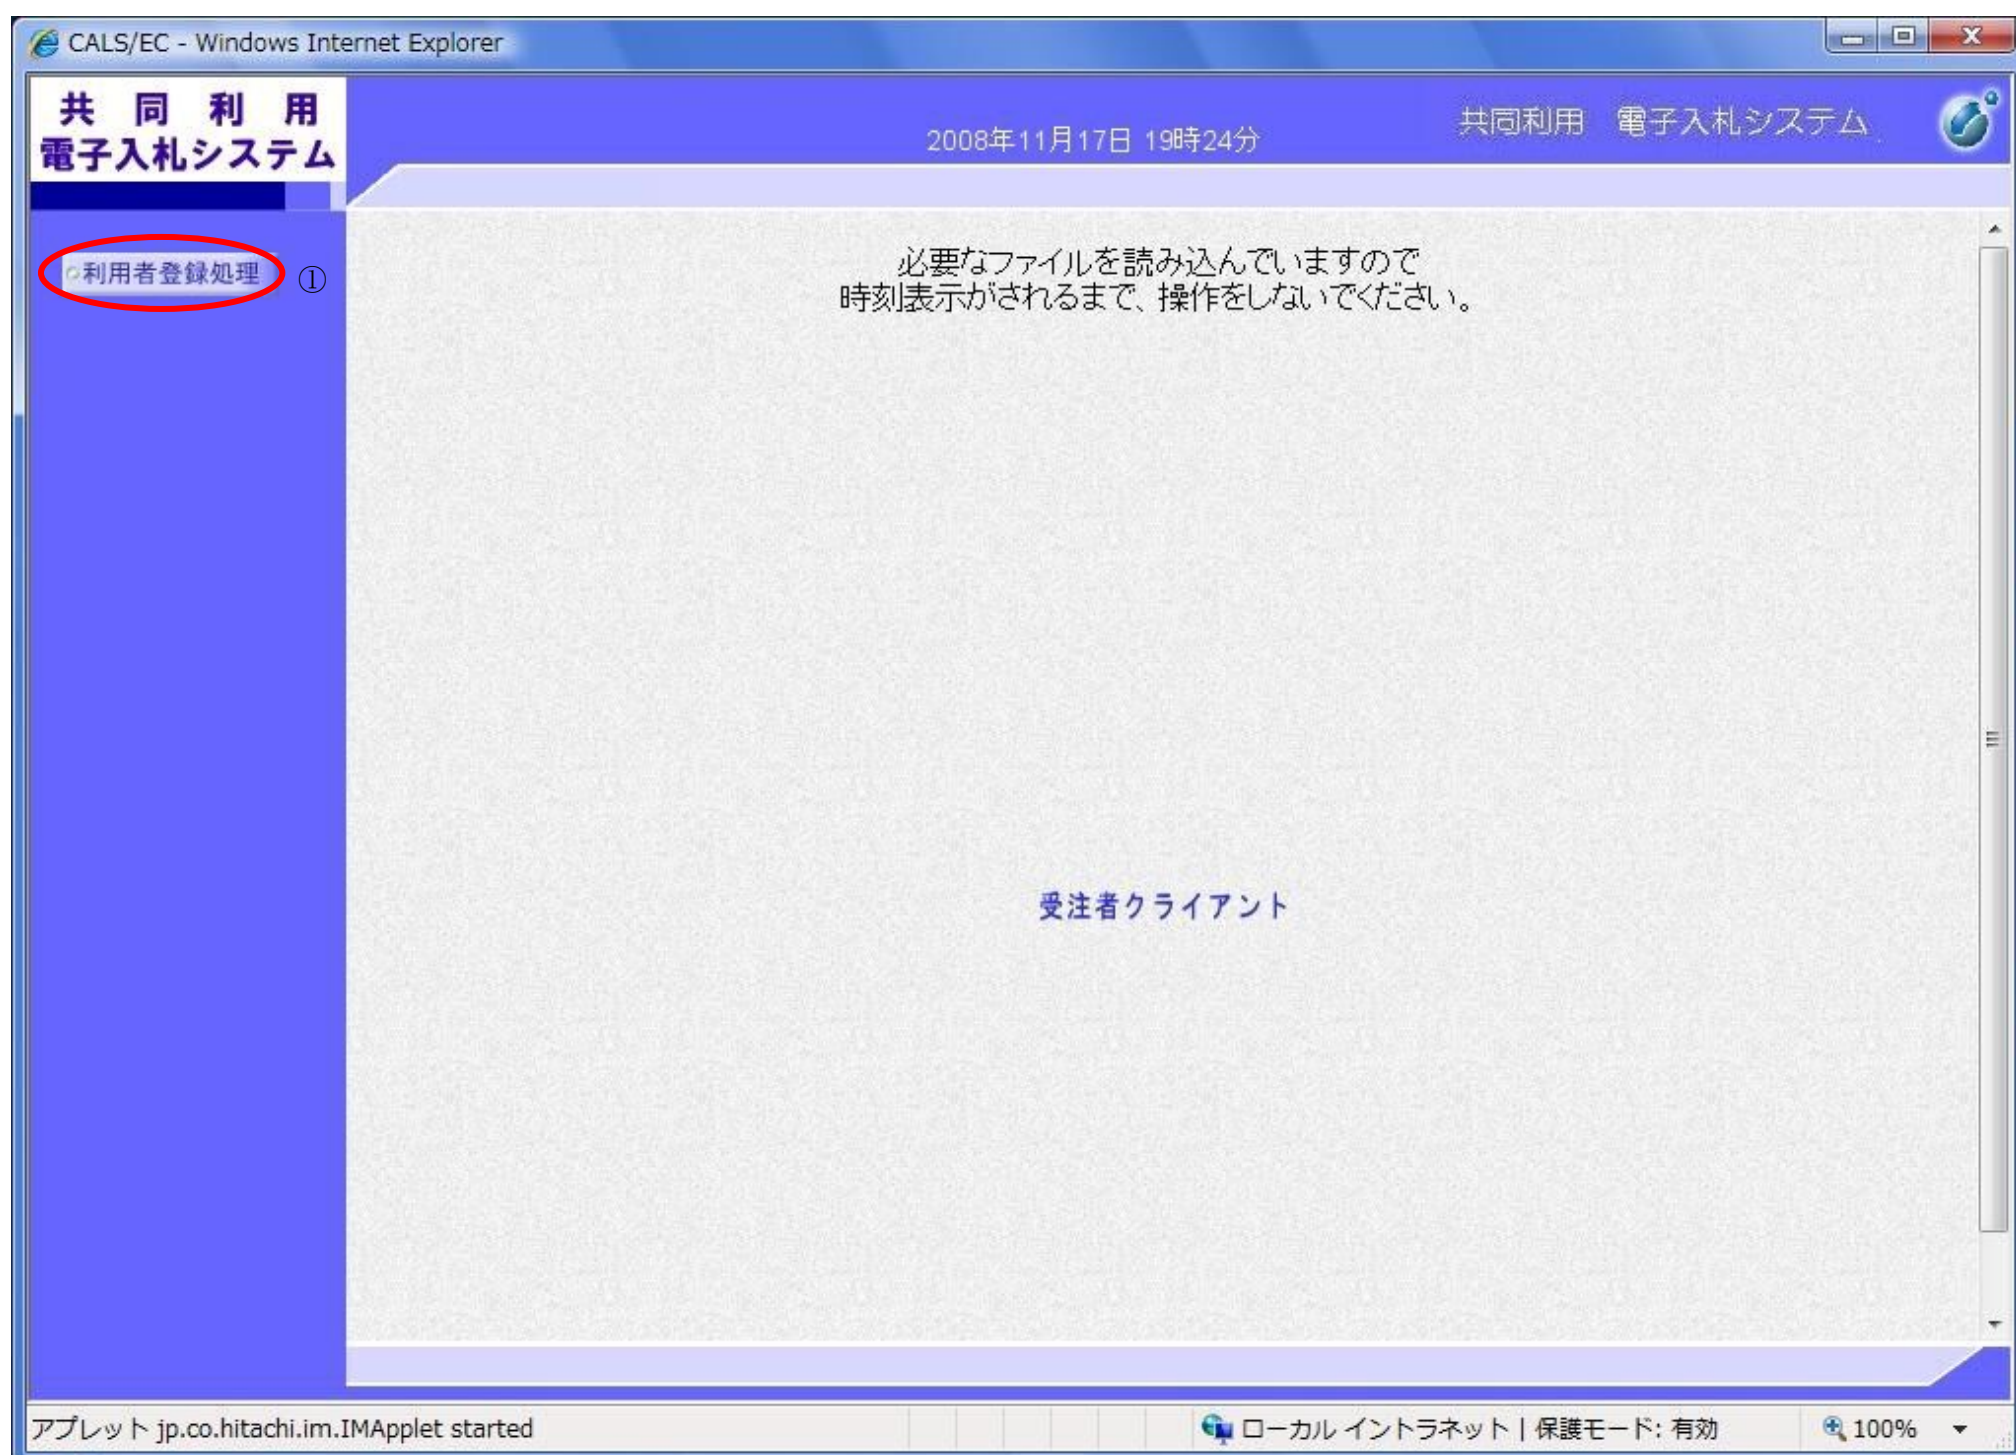 CALS/EC - Windows Internet Explorer
共同利用
電子入札システム
2008年11月17日 19時24分
共同利用 電子入札システム
利用者登録処理
①
必要なファイルを読み込んでいますので
時刻表示がされるまで、操作をしないでください。
受注者クライアント
アプレット jp.co.hitachi.im.IMApplet started
ローカル イントラネット | 保護モード: 有効
100%